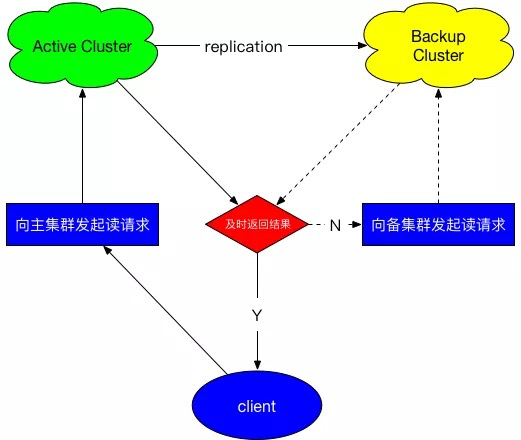 Active Cluster
replication
Backup
Cluster
向主集群发起读请求
及时返回结果
N
向备集群发起读请求
Y
client